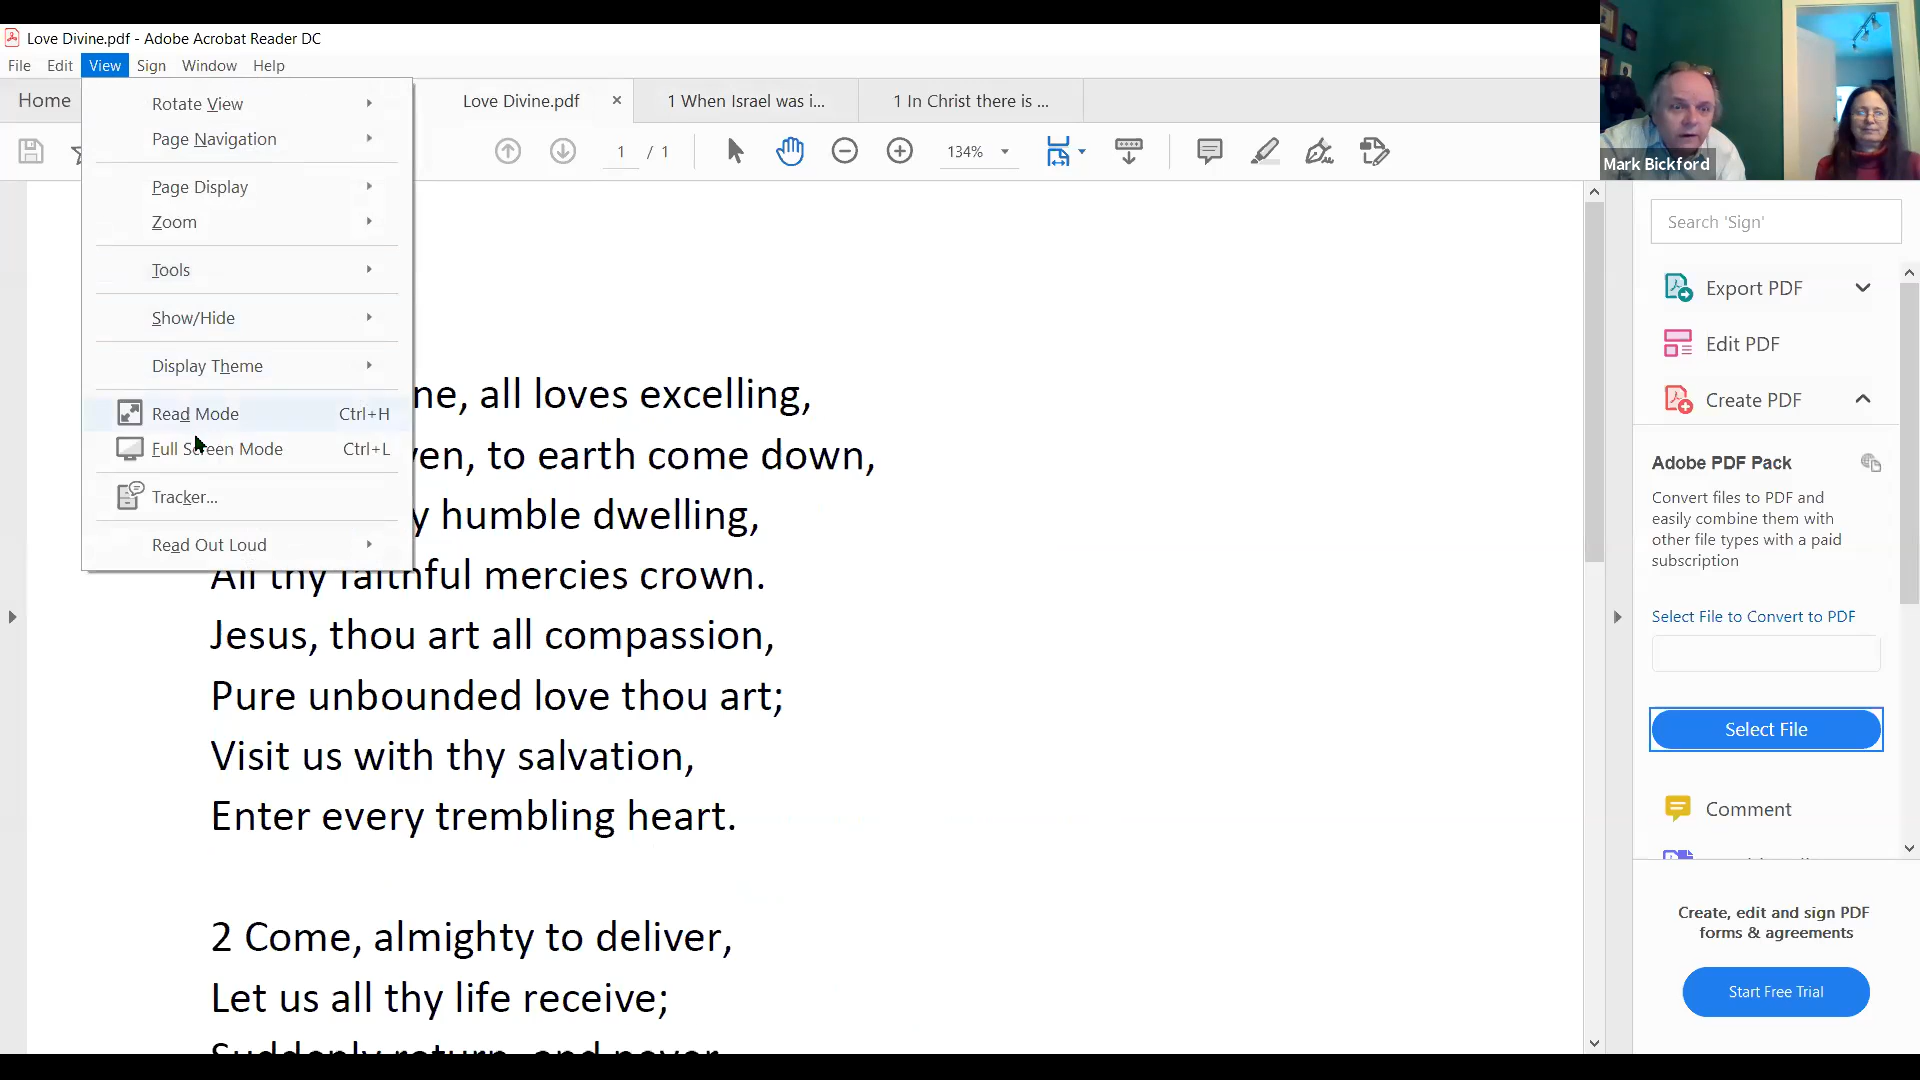 Love Divine.pdf - Adobe Acrobat Reader DC
File Edit View Sign Window Help
Home
Love Divine.pdf
1 When Israel was i...
1 In Christ there is ...
1 / 1
134%
Mark Bickford
Rotate View
Page Navigation
Page Display
Zoom
Tools
Show/Hide
Display Theme
Read Mode Ctrl+H
Full Screen Mode Ctrl+L
Tracker...
Read Out Loud
ne, all loves excelling,
ven, to earth come down,
y humble dwelling,
All thy faithful mercies crown.
Jesus, thou art all compassion,
Pure unbounded love thou art;
Visit us with thy salvation,
Enter every trembling heart.
2 Come, almighty to deliver,
Let us all thy life receive;
Suddenly return, and never
Search 'Sign'
Export PDF
Edit PDF
Create PDF
Adobe PDF Pack
Convert files to PDF and
easily combine them with
other file types with a paid
subscription
Select File to Convert to PDF
Select File
Comment
Create, edit and sign PDF
forms & agreements
Start Free Trial